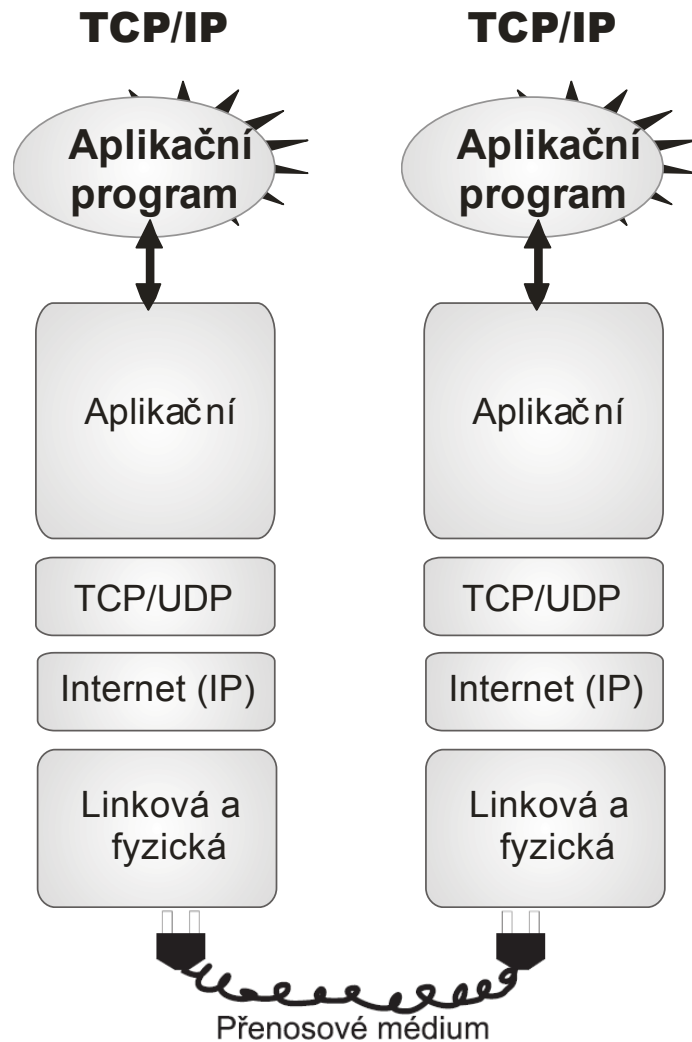 TCP/IP
Aplikační
program
Aplikační
TCP/UDP
Internet (IP)
Linková a
fyzická
TCP/IP
Aplikační
program
Aplikační
TCP/UDP
Internet (IP)
Linková a
fyzická
Přenosové médium